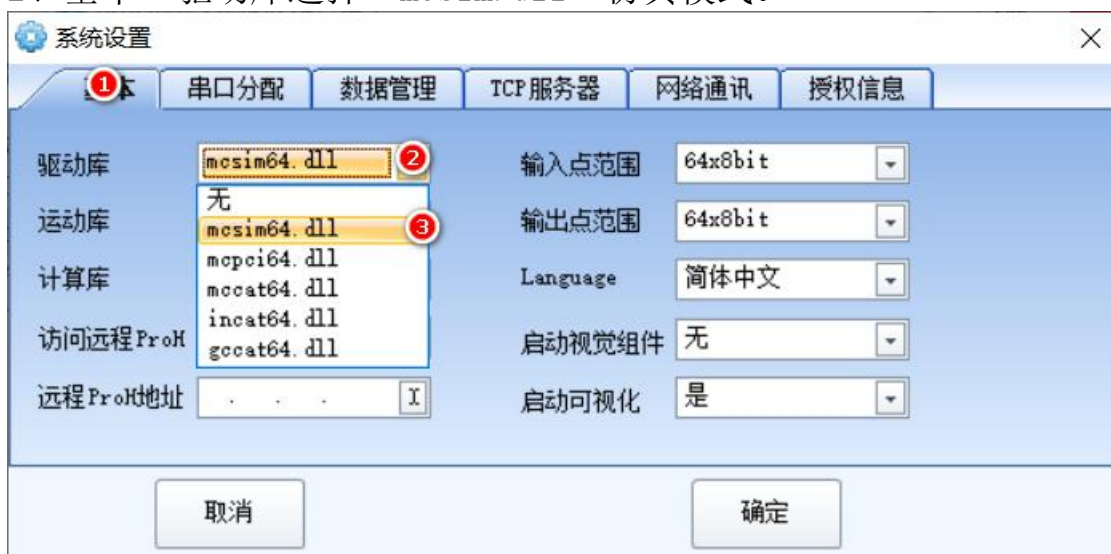 系统设置
1 本
串口分配
数据管理
TCP服务器
网络通讯
授权信息
驱动库 mcsim64.dll 2 输入点范围 64x8bit
无
运动库 mcsim64.dll 3 输出点范围 64x8bit
mcpci64.dll
计算库 mccat64.dll Language 简体中文
incat64.dll
访问远程ProH gccat64.dll 启动视觉组件 无
远程ProH地址 . . . 启动可视化 是
取消 确定